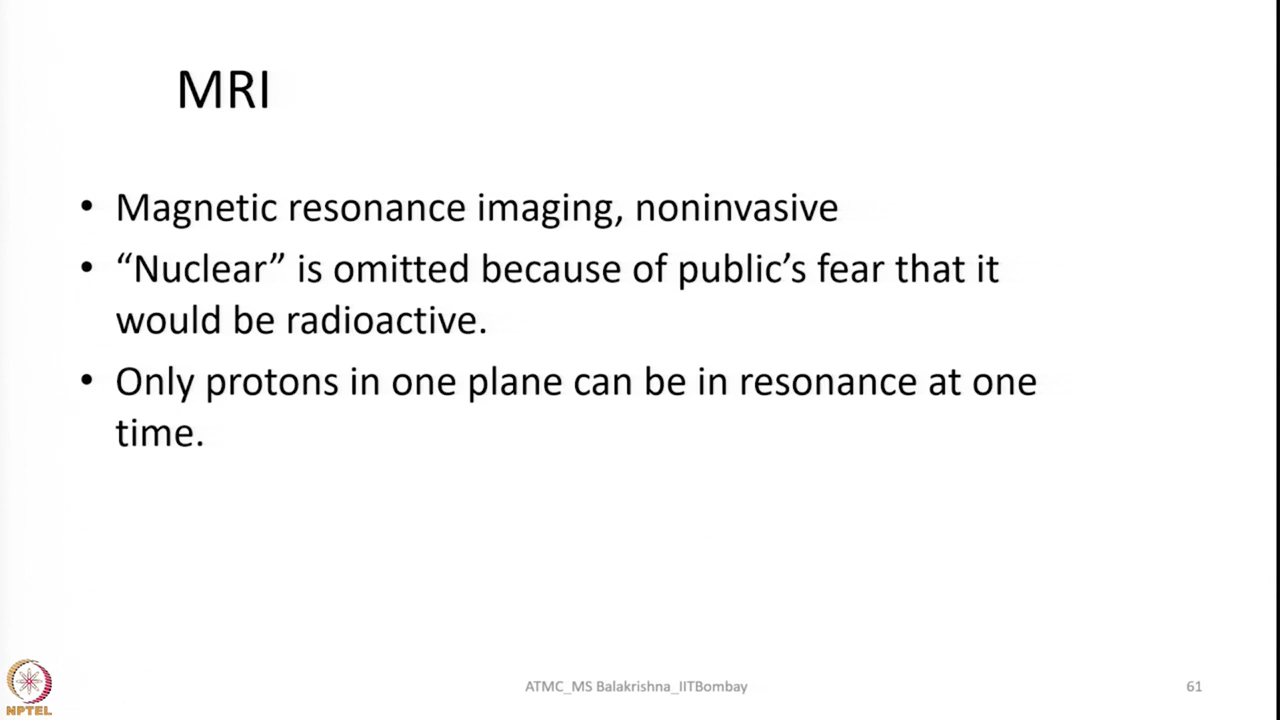 MRI
• Magnetic resonance imaging, noninvasive
• “Nuclear” is omitted because of public’s fear that it
would be radioactive.
• Only protons in one plane can be in resonance at one
time.
NPTEL
ATMC_MS Balakrishna_IITBombay
61